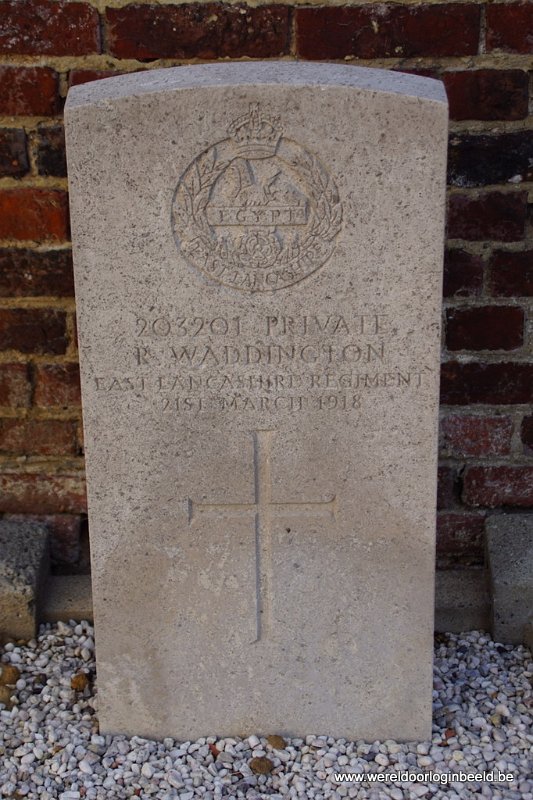 EGYPT
EAST LANCASHIRE
203201 PRIVATE
R. WADDINGTON
EAST LANCASHIRE REGIMENT
21ST MARCH 1918
www.wereldoorloginbeeld.be